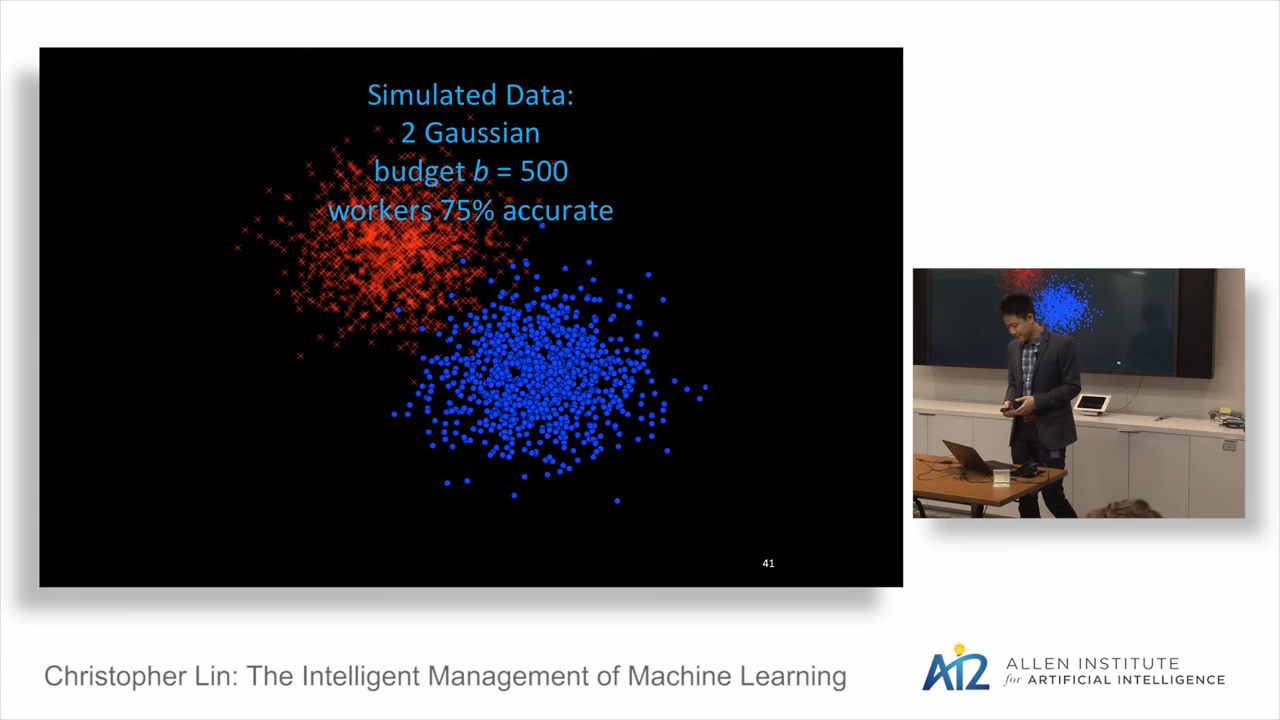 Simulated Data:
2 Gaussian
budget b = 500
workers 75% accurate
41
Christopher Lin: The Intelligent Management of Machine Learning
AI2
ALLEN INSTITUTE
for ARTIFICIAL INTELLIGENCE